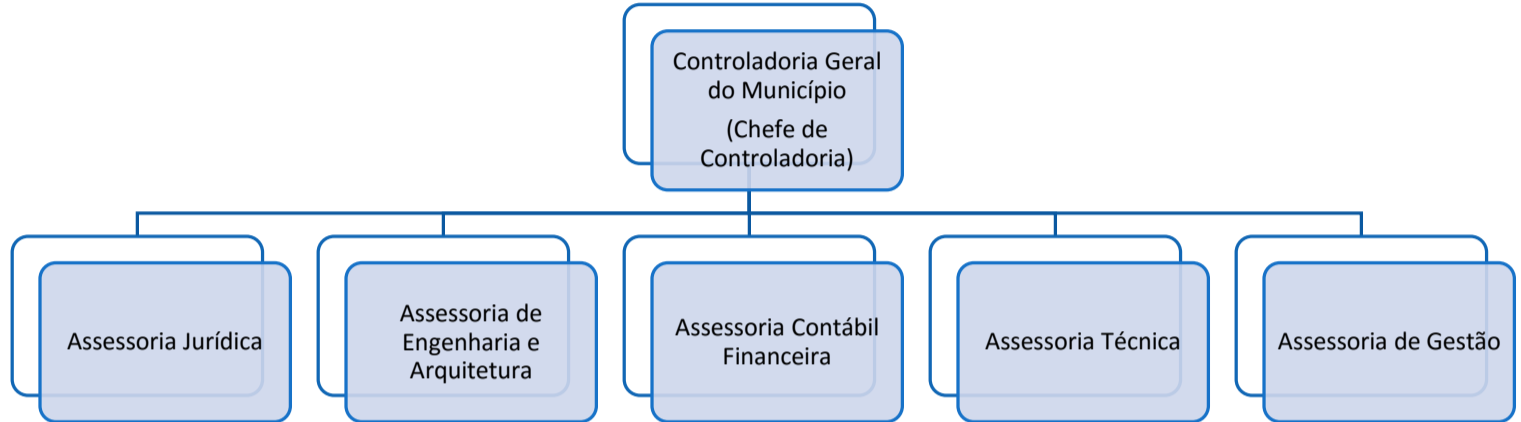 Controladoria Geral
do Município
(Chefe de
Controladoria)
Assessoria Jurídica
Assessoria de
Engenharia e
Arquitetura
Assessoria Contábil
Financeira
Assessoria Técnica
Assessoria de Gestão